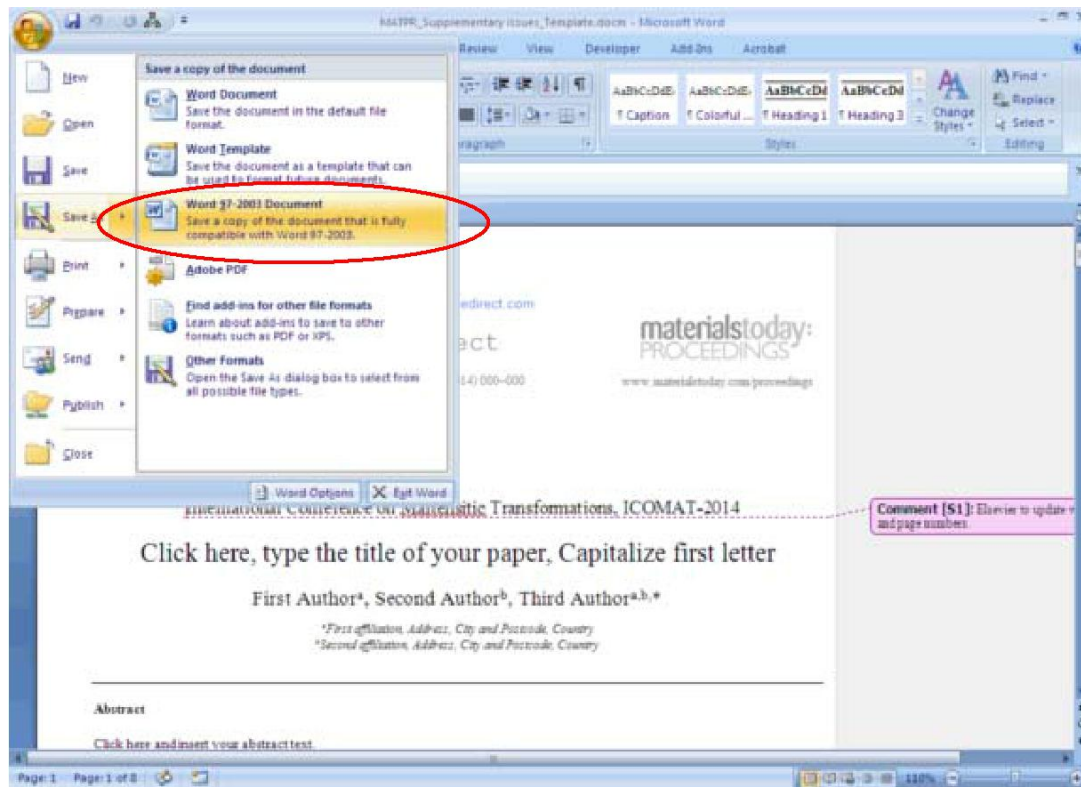 MATPR_Supplementary issues_Template.docm - Microsoft Word
Review View Developer Add-Ins Acrobat
New
Open
Save
Save As
Print
Prepare
Send
Publish
Close
Save a copy of the document
Word Document
Save the document in the default file
format.
Word Template
Save the document as a template that can
be used to format future documents.
Word 97-2003 Document
Save a copy of the document that is fully
compatible with Word 97-2003.
Adobe PDF
Find add-ins for other file formats
Learn about add-ins to save to other
formats such as PDF or XPS.
Other Formats
Open the Save As dialog box to select from
all possible file types.
Word Options Exit Word
AaBbCcDdE AaBbCcDdE AaBbCcDd AaBbCcDd
¶ Caption ¶ Colorful ... ¶ Heading 1 ¶ Heading 3
Change
Styles
Find
Replace
Select
aragraph Styles Editing
edirect.com
ect
14) 000–000
materialstoday:
PROCEEDINGS
www.materialstoday.com/proceedings
International Conference on Martensitic Transformations, ICOMAT-2014
Comment [S1]: Elsevier to update v
and page numbers.
Click here, type the title of your paper, Capitalize first letter
First Authorᵃ, Second Authorᵇ, Third Authorᵃ,ᵇ,*
ᵃFirst affiliation, Address, City and Postcode, Country
Second affiliation, Address, City and Postcode, Country
Abstract
Click here and insert your abstract text.
Page: 1 Page: 1 of 8 110%